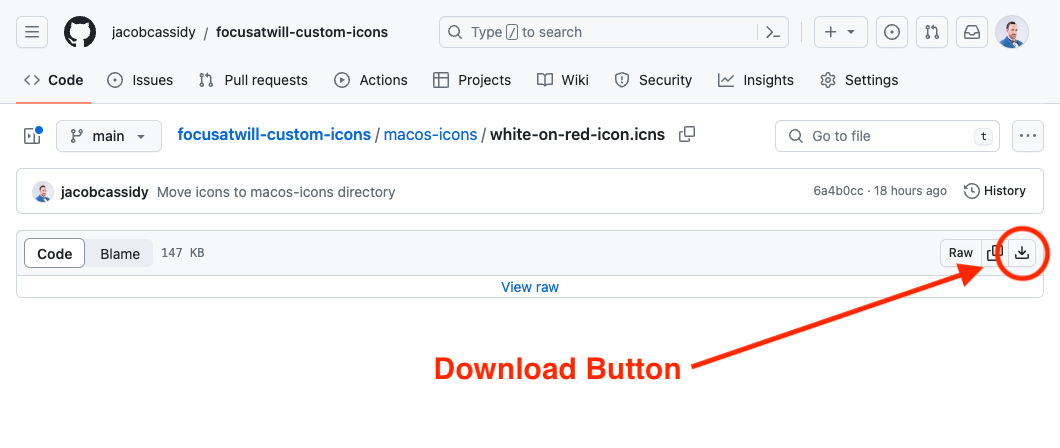 jacobcassidy / focusatwill-custom-icons Type / to search
Code Issues Pull requests Actions Projects Wiki Security Insights Settings
main focusatwill-custom-icons / macos-icons / white-on-red-icon.icns Go to file t
jacobcassidy Move icons to macos-icons directory 6a4b0cc · 18 hours ago History
Code Blame 147 KB Raw
View raw
Download Button